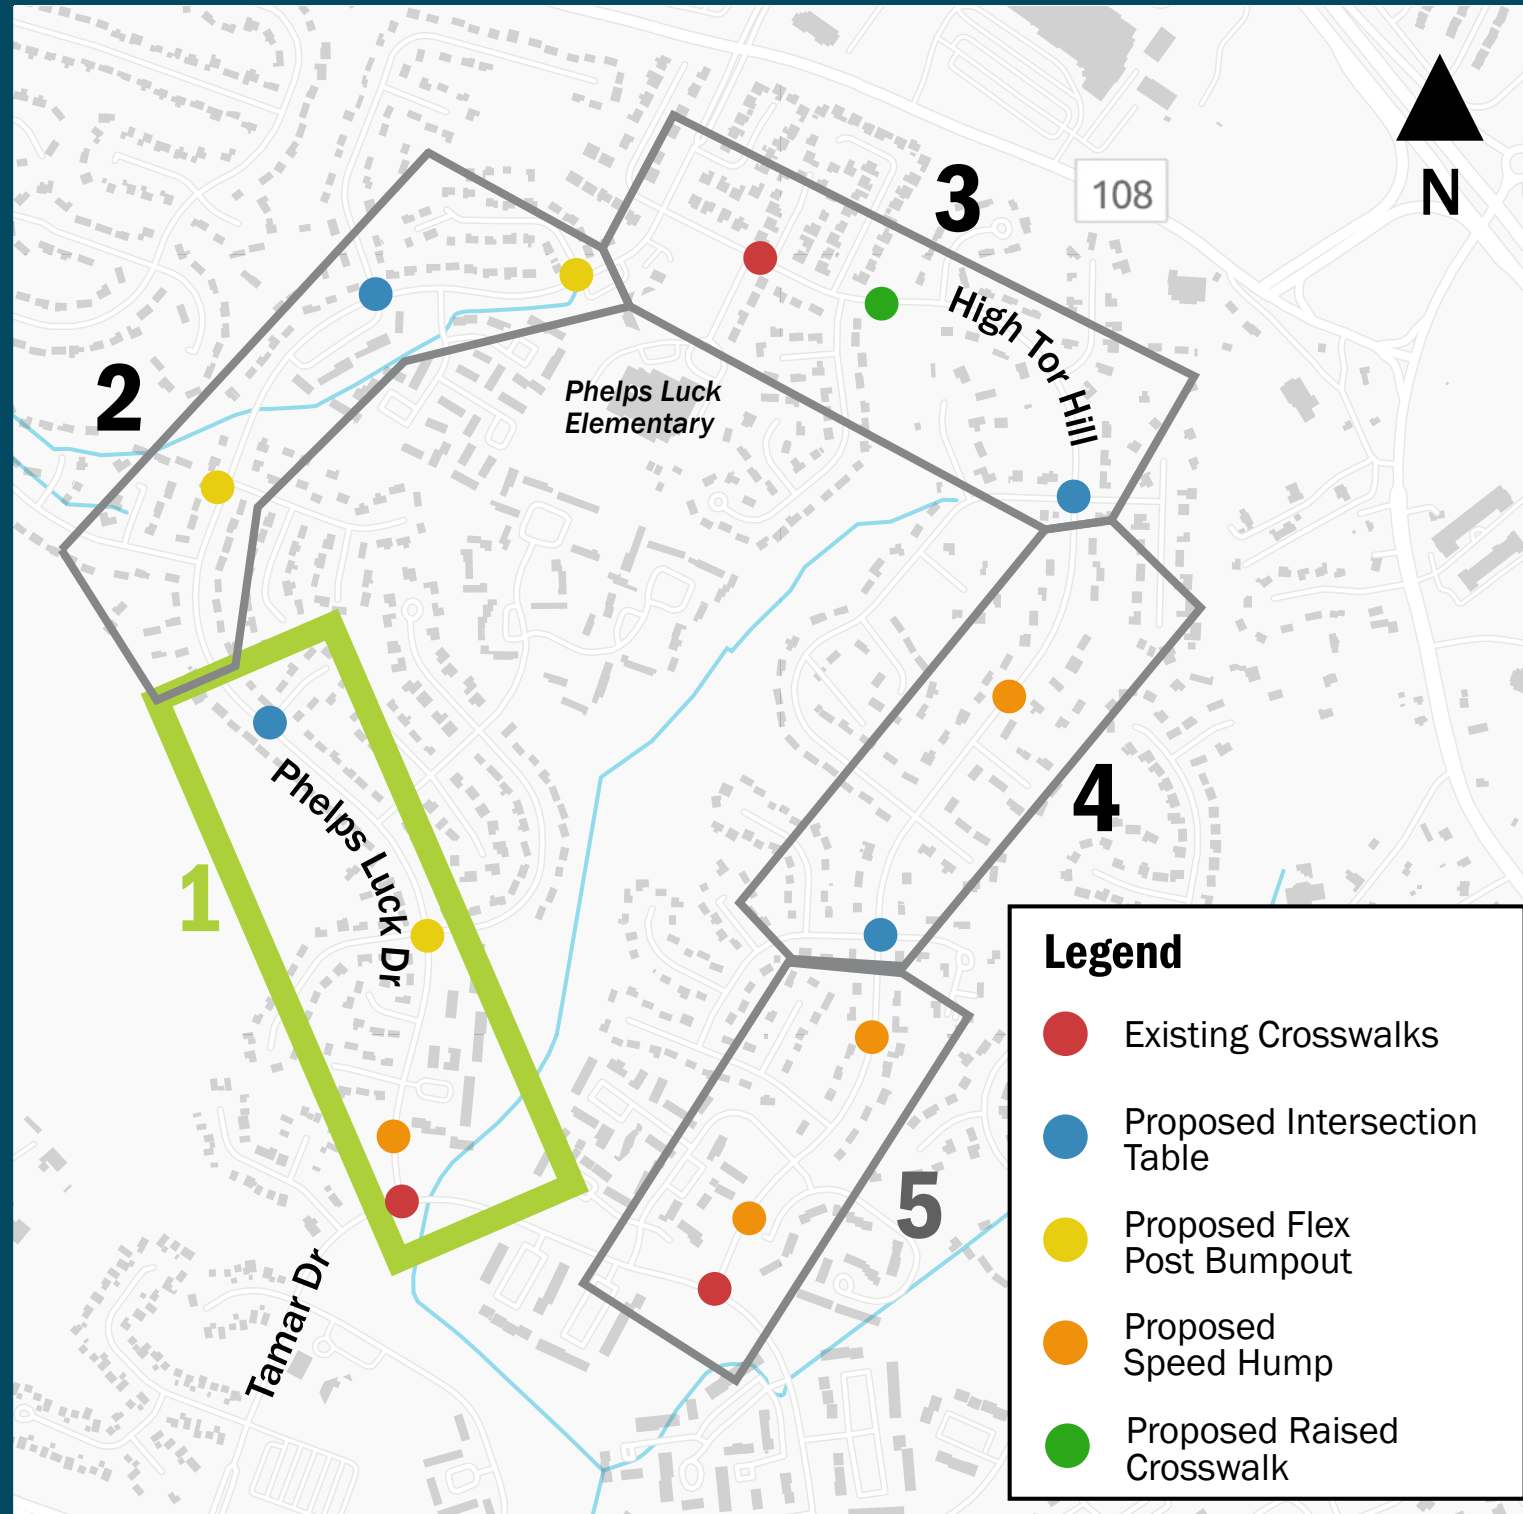 108
N
3
High Tor Hill
2
Phelps Luck
Elementary
Phelps Luck Dr
1
4
5
Tamar Dr
Legend
Existing Crosswalks
Proposed Intersection
Table
Proposed Flex
Post Bumpout
Proposed
Speed Hump
Proposed Raised
Crosswalk